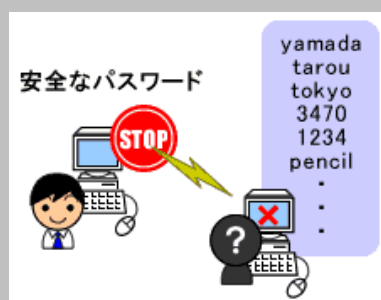 安全なパスワード
STOP
yamada
tarou
tokyo
3470
1234
pencil
・
・
・
?